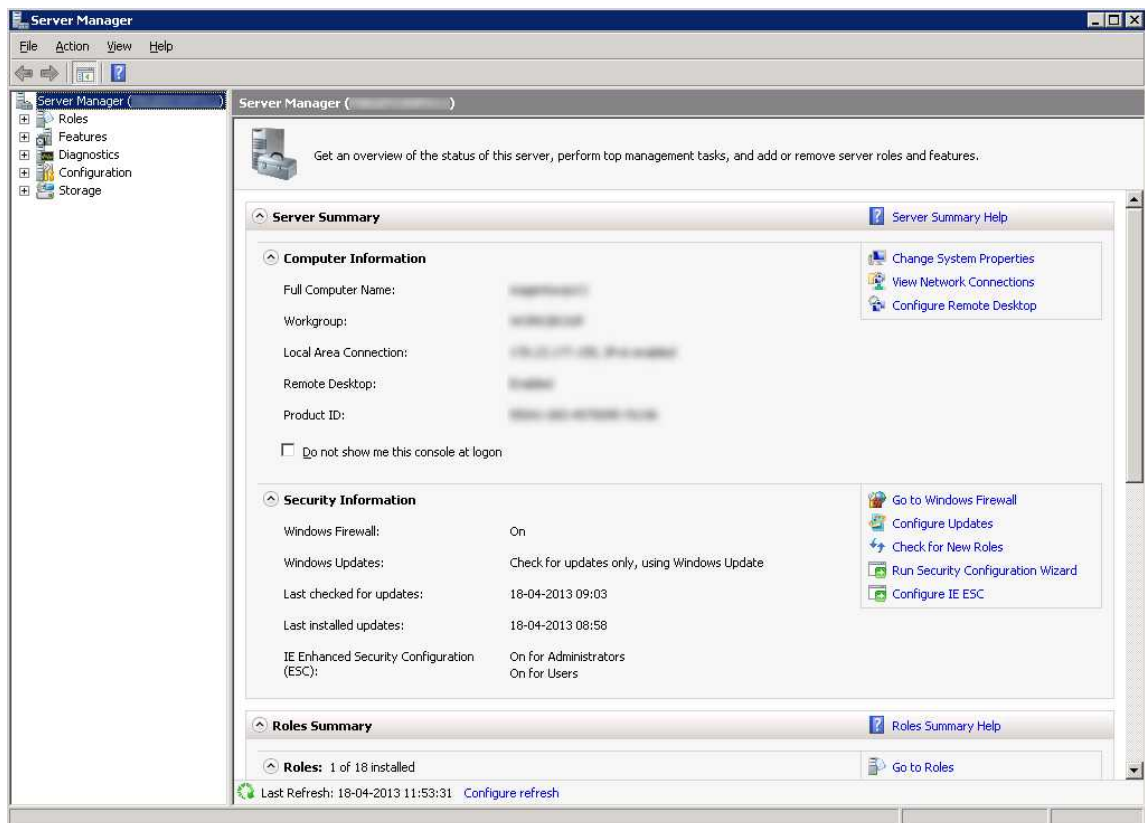 Server Manager
File Action View Help
Server Manager ( )
Roles
Features
Diagnostics
Configuration
Storage
Server Manager ( )
Get an overview of the status of this server, perform top management tasks, and add or remove server roles and features.
Server Summary
Server Summary Help
Computer Information
Full Computer Name:
Workgroup:
Local Area Connection:
Remote Desktop:
Product ID:
Do not show me this console at logon
Change System Properties
View Network Connections
Configure Remote Desktop
Security Information
Windows Firewall: On
Windows Updates: Check for updates only, using Windows Update
Last checked for updates: 18-04-2013 09:03
Last installed updates: 18-04-2013 08:58
IE Enhanced Security Configuration (ESC): On for Administrators
On for Users
Go to Windows Firewall
Configure Updates
Check for New Roles
Run Security Configuration Wizard
Configure IE ESC
Roles Summary
Roles Summary Help
Roles: 1 of 18 installed
Go to Roles
Last Refresh: 18-04-2013 11:53:31 Configure refresh